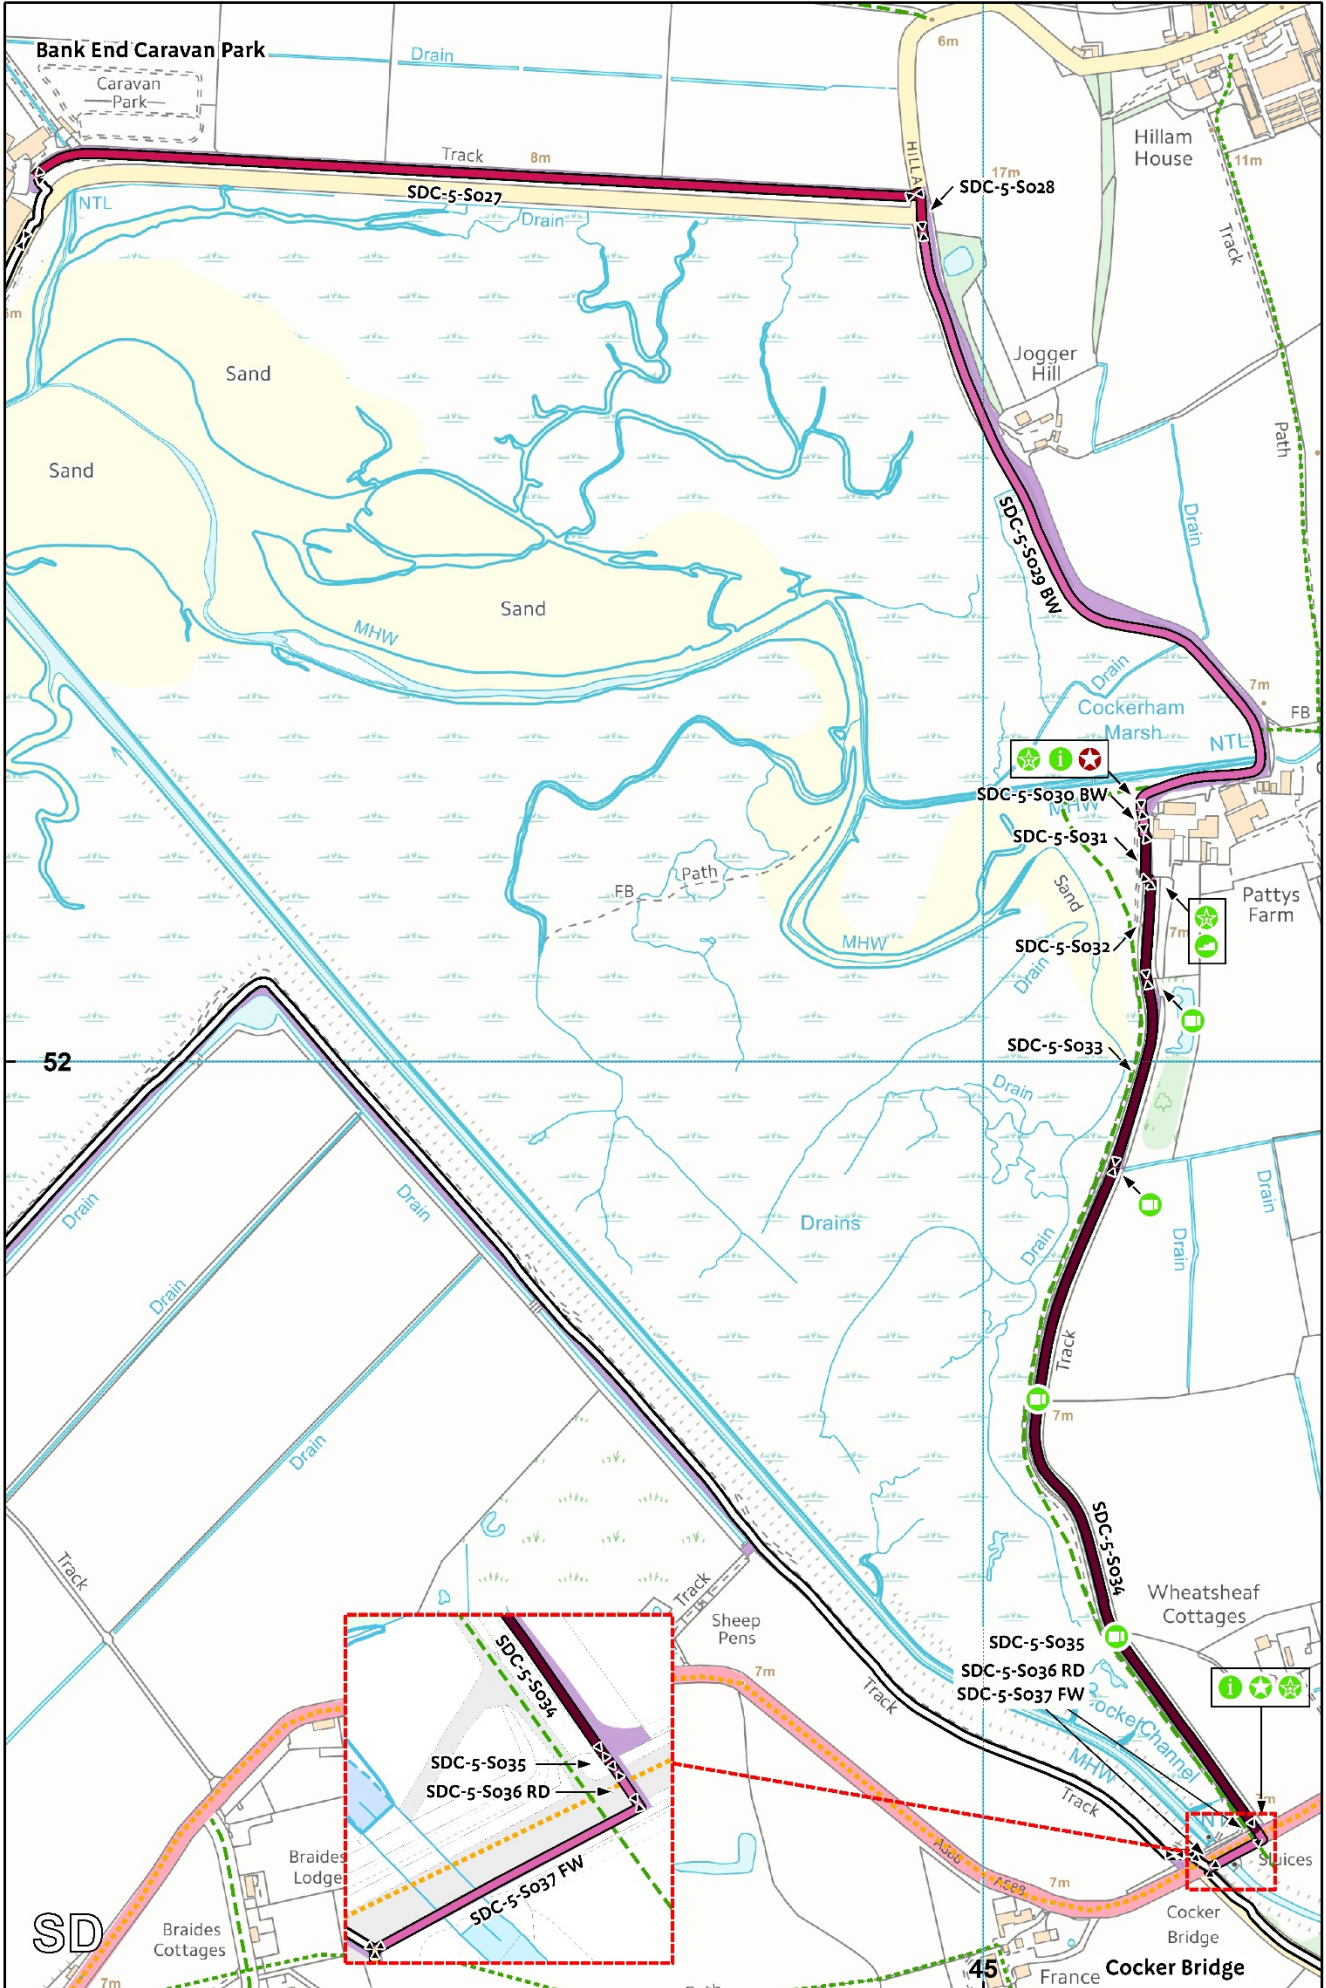 Bank End Caravan Park
Drain
6m
Caravan
Park
Hillam
House
Track
8m
HILL
11m
17m
SDC-5-S027
SDC-5-S028
NTL
Drain
Track
Sand
Jogger
Hill
Sand
Path
Drain
SDC-5-S029 BW
Sand
MHW
Drain
7m
Cockerham
Marsh
FB
NTL
i
SDC-5-S030 BW
MHW
SDC-5-S031
Path
FB
Sand
Pattys
Farm
7m
MHW
SDC-5-S032
Drain
SDC-5-S033
52
Drain
Drain
Drain
Drain
Drains
Drain
Drain
Drain
Track
7m
Drain
SDC-5-S034
Track
Track
Wheatsheaf
Cottages
Sheep
Pens
SDC-5-S035
SDC-5-S036 RD
SDC-5-S037 FW
7m
i
SDC-5-S034
Track
Cocker Channel
MHW
SDC-5-S035
SDC-5-S036 RD
Track
7m
A588
Sluices
Braides
Lodge
SDC-5-S037 FW
A588
7m
SD
Braides
Cottages
Cocker
Bridge
45
France
Cocker Bridge
7m